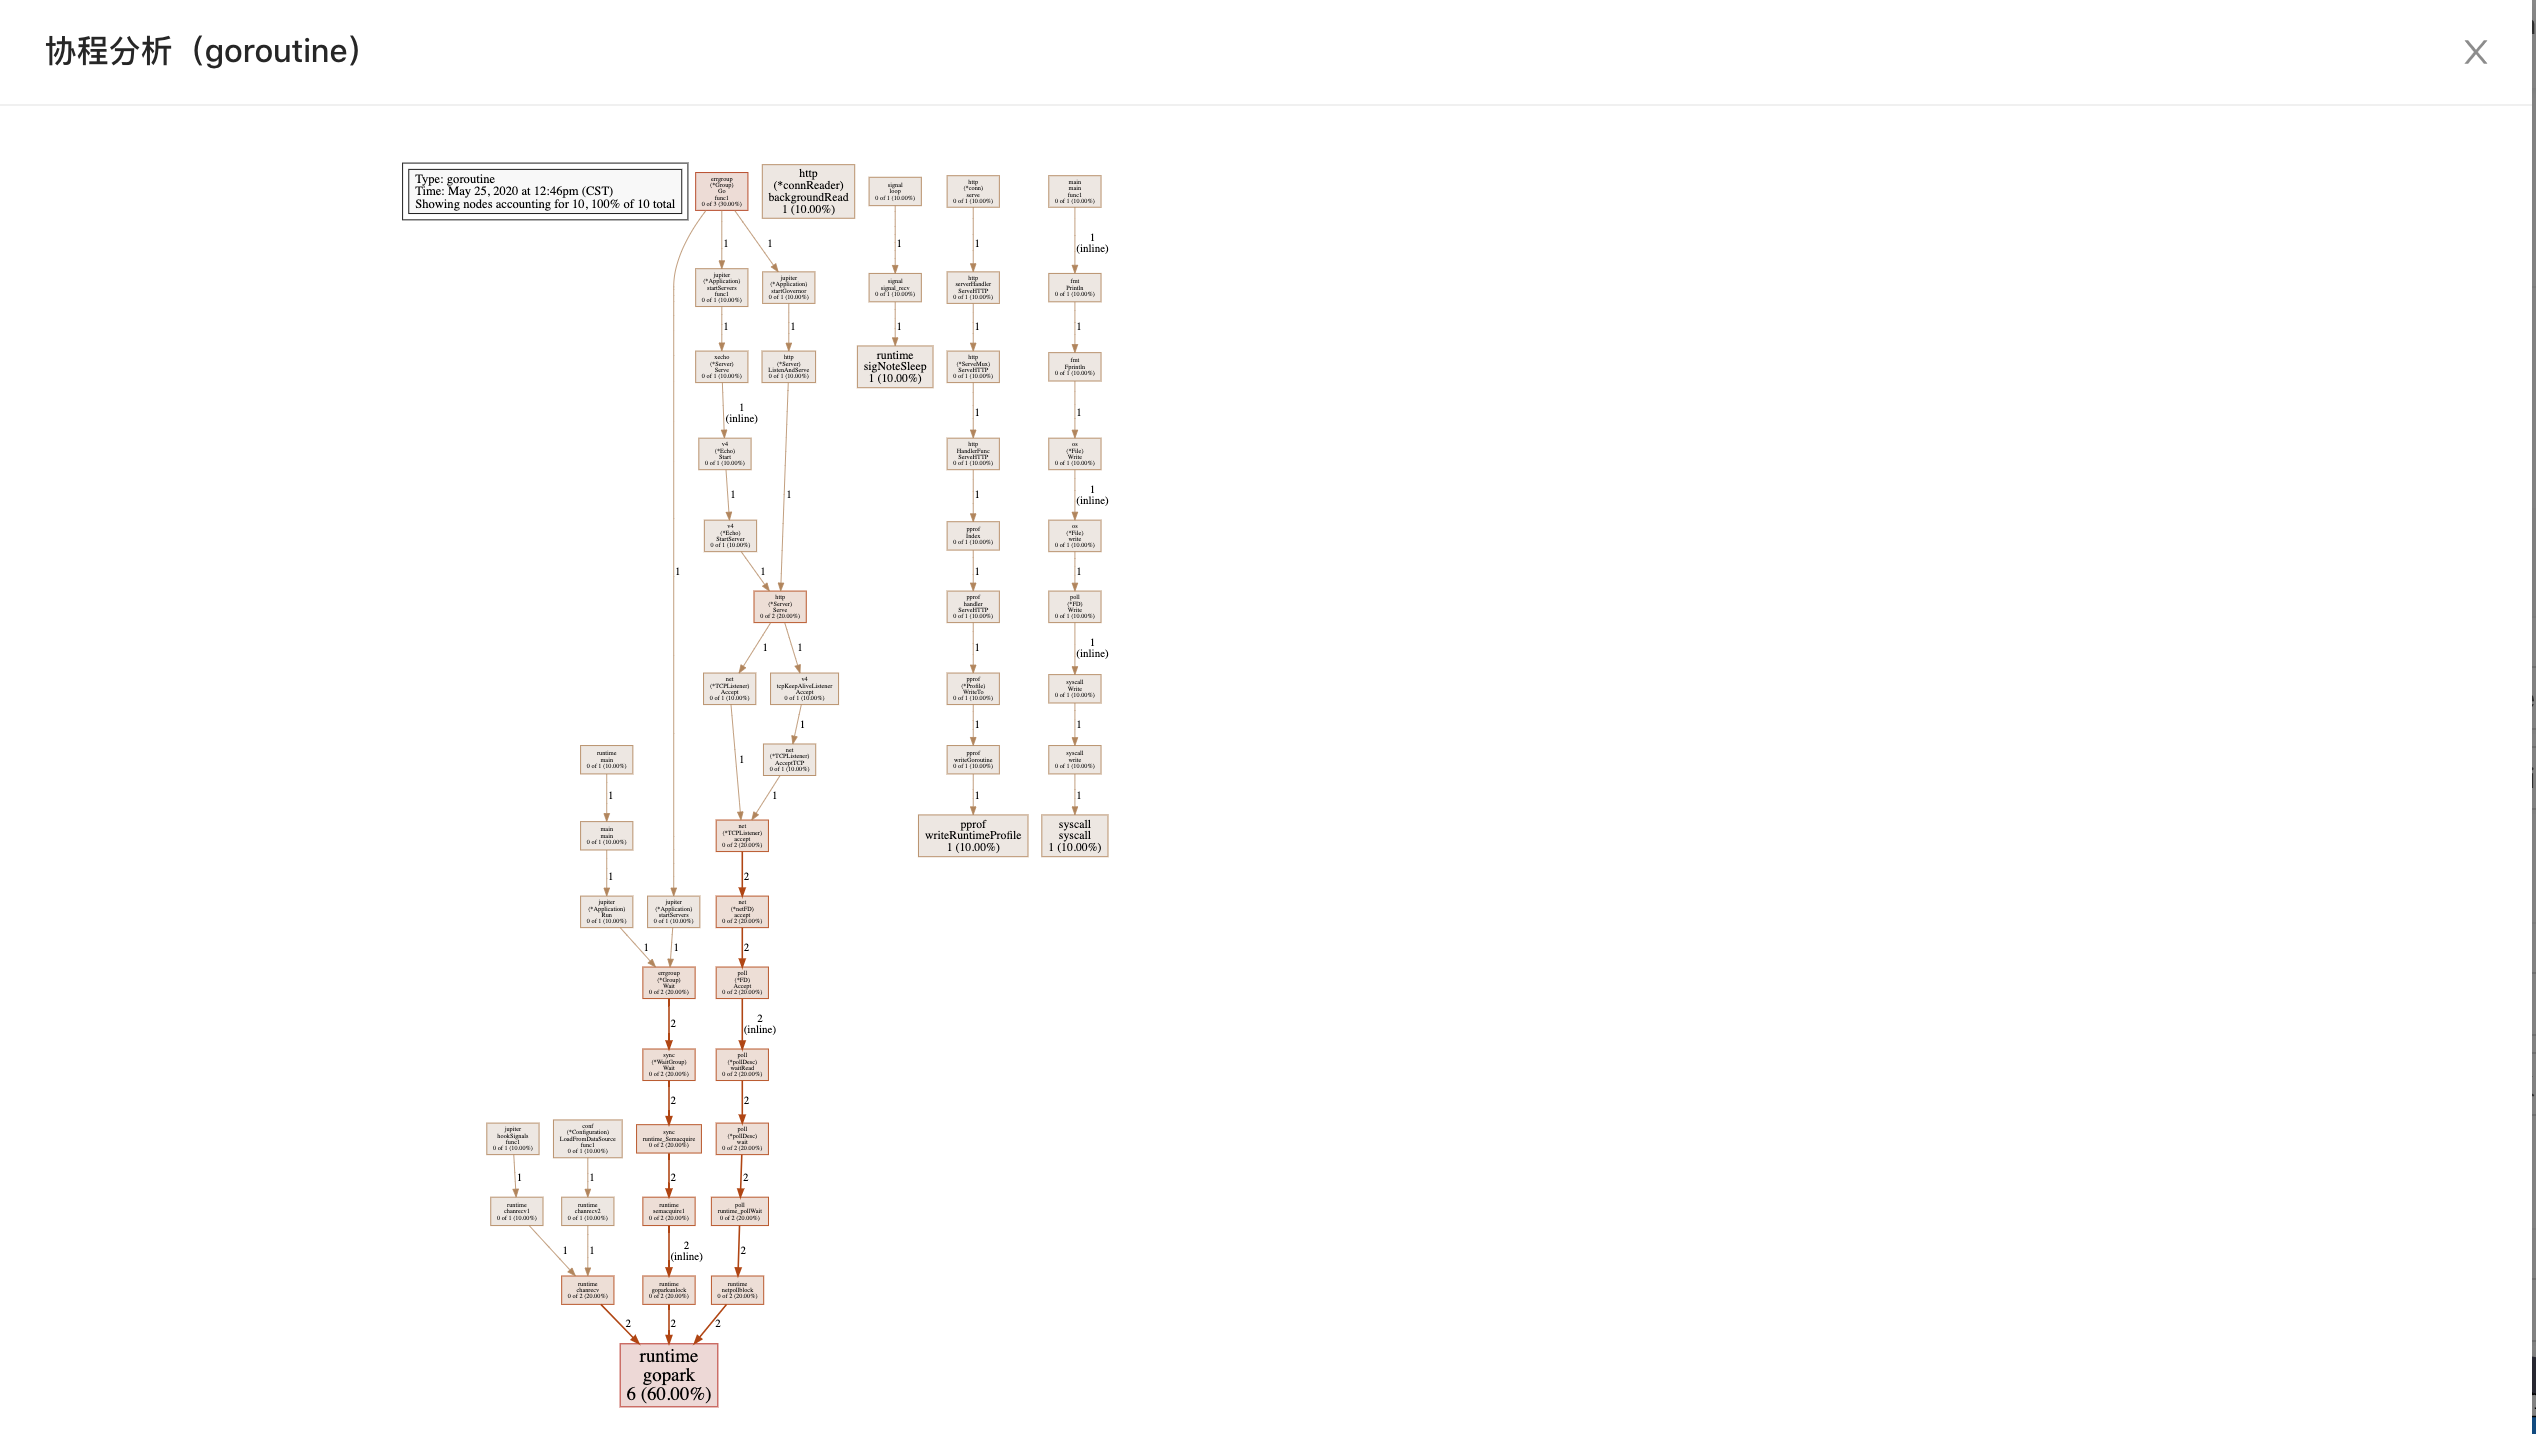 协程分析（goroutine）
X
Type: goroutine
Time: May 25, 2020 at 12:46pm (CST)
Showing nodes accounting for 10, 100% of 10 total
errgroup
(*Group)
Go
func1
0 of 3 (30.00%)
http
(*connReader)
backgroundRead
1 (10.00%)
signal
loop
0 of 1 (10.00%)
http
(*conn)
serve
0 of 1 (10.00%)
main
main
func1
0 of 1 (10.00%)
1
1
1
1
1
(inline)
jupiter
(*Application)
startServers
func1
0 of 1 (10.00%)
jupiter
(*Application)
startGovernor
0 of 1 (10.00%)
signal
signal_recv
0 of 1 (10.00%)
http
serverHandler
ServeHTTP
0 of 1 (10.00%)
fmt
Println
0 of 1 (10.00%)
1
1
1
1
1
xecho
(*Server)
Serve
0 of 1 (10.00%)
http
(*Server)
ListenAndServe
0 of 1 (10.00%)
runtime
sigNoteSleep
1 (10.00%)
http
(*ServeMux)
ServeHTTP
0 of 1 (10.00%)
fmt
Fprintln
0 of 1 (10.00%)
1
(inline)
1
1
v4
(*Echo)
Start
0 of 1 (10.00%)
http
HandlerFunc
ServeHTTP
0 of 1 (10.00%)
os
(*File)
Write
0 of 1 (10.00%)
1
1
1
1
(inline)
v4
(*Echo)
StartServer
0 of 1 (10.00%)
pprof
Index
0 of 1 (10.00%)
os
(*File)
write
0 of 1 (10.00%)
1
1
1
1
http
(*Server)
Serve
0 of 2 (20.00%)
pprof
handler
ServeHTTP
0 of 1 (10.00%)
poll
(*FD)
Write
0 of 1 (10.00%)
1
1
1
1
(inline)
net
(*TCPListener)
Accept
0 of 1 (10.00%)
v4
tcpKeepAliveListener
Accept
0 of 1 (10.00%)
pprof
(*Profile)
WriteTo
0 of 1 (10.00%)
syscall
Write
0 of 1 (10.00%)
1
1
1
runtime
main
0 of 1 (10.00%)
1
net
(*TCPListener)
AcceptTCP
0 of 1 (10.00%)
pprof
writeGoroutine
0 of 1 (10.00%)
syscall
write
0 of 1 (10.00%)
1
1
1
1
main
main
0 of 1 (10.00%)
net
(*TCPListener)
accept
0 of 2 (20.00%)
pprof
writeRuntimeProfile
1 (10.00%)
syscall
syscall
1 (10.00%)
1
2
jupiter
(*Application)
Run
0 of 1 (10.00%)
jupiter
(*Application)
startServers
0 of 1 (10.00%)
net
(*netFD)
accept
0 of 2 (20.00%)
1
1
2
errgroup
(*Group)
Wait
0 of 2 (20.00%)
poll
(*FD)
Accept
0 of 2 (20.00%)
2
2
(inline)
sync
(*WaitGroup)
Wait
0 of 2 (20.00%)
poll
(*pollDesc)
waitRead
0 of 2 (20.00%)
2
2
jupiter
hookSignals
func1
0 of 1 (10.00%)
conf
(*Configuration)
LoadFromDataSource
func1
0 of 1 (10.00%)
sync
runtime_Semacquire
0 of 2 (20.00%)
poll
(*pollDesc)
wait
0 of 2 (20.00%)
1
1
2
2
runtime
chanrecv1
0 of 1 (10.00%)
runtime
chanrecv2
0 of 1 (10.00%)
runtime
semacquire1
0 of 2 (20.00%)
poll
runtime_pollWait
0 of 2 (20.00%)
1
1
2
(inline)
2
runtime
chanrecv
0 of 2 (20.00%)
runtime
goparkunlock
0 of 2 (20.00%)
runtime
netpollblock
0 of 2 (20.00%)
2
2
2
runtime
gopark
6 (60.00%)